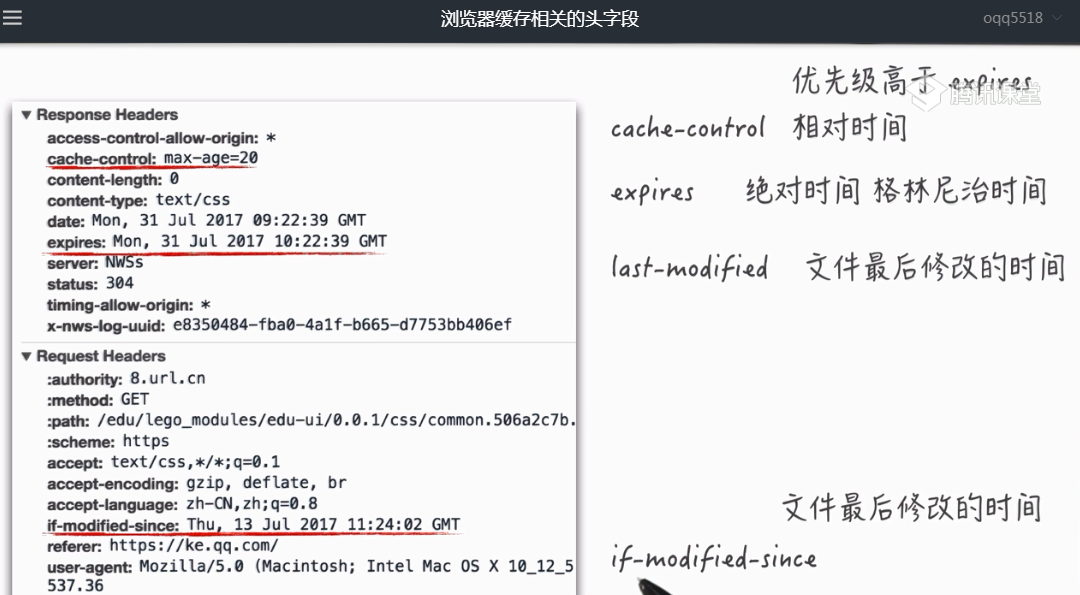 浏览器缓存相关的头字段
oqq5518
优先级高于 expires
腾讯课堂
▼ Response Headers
access-control-allow-origin: *
cache-control: max-age=20
content-length: 0
content-type: text/css
date: Mon, 31 Jul 2017 09:22:39 GMT
expires: Mon, 31 Jul 2017 10:22:39 GMT
server: NWSs
status: 304
timing-allow-origin: *
x-nws-log-uuid: e8350484-fba0-4a1f-b665-d7753bb406ef
▼ Request Headers
:authority: 8.url.cn
:method: GET
:path: /edu/lego_modules/edu-ui/0.0.1/css/common.506a2c7b.
:scheme: https
accept: text/css,*/*;q=0.1
accept-encoding: gzip, deflate, br
accept-language: zh-CN,zh;q=0.8
if-modified-since: Thu, 13 Jul 2017 11:24:02 GMT
referer: https://ke.qq.com/
user-agent: Mozilla/5.0 (Macintosh; Intel Mac OS X 10_12_5
537.36
cache-control 相对时间
expires 绝对时间 格林尼治时间
last-modified 文件最后修改的时间
文件最后修改的时间
if-modified-since